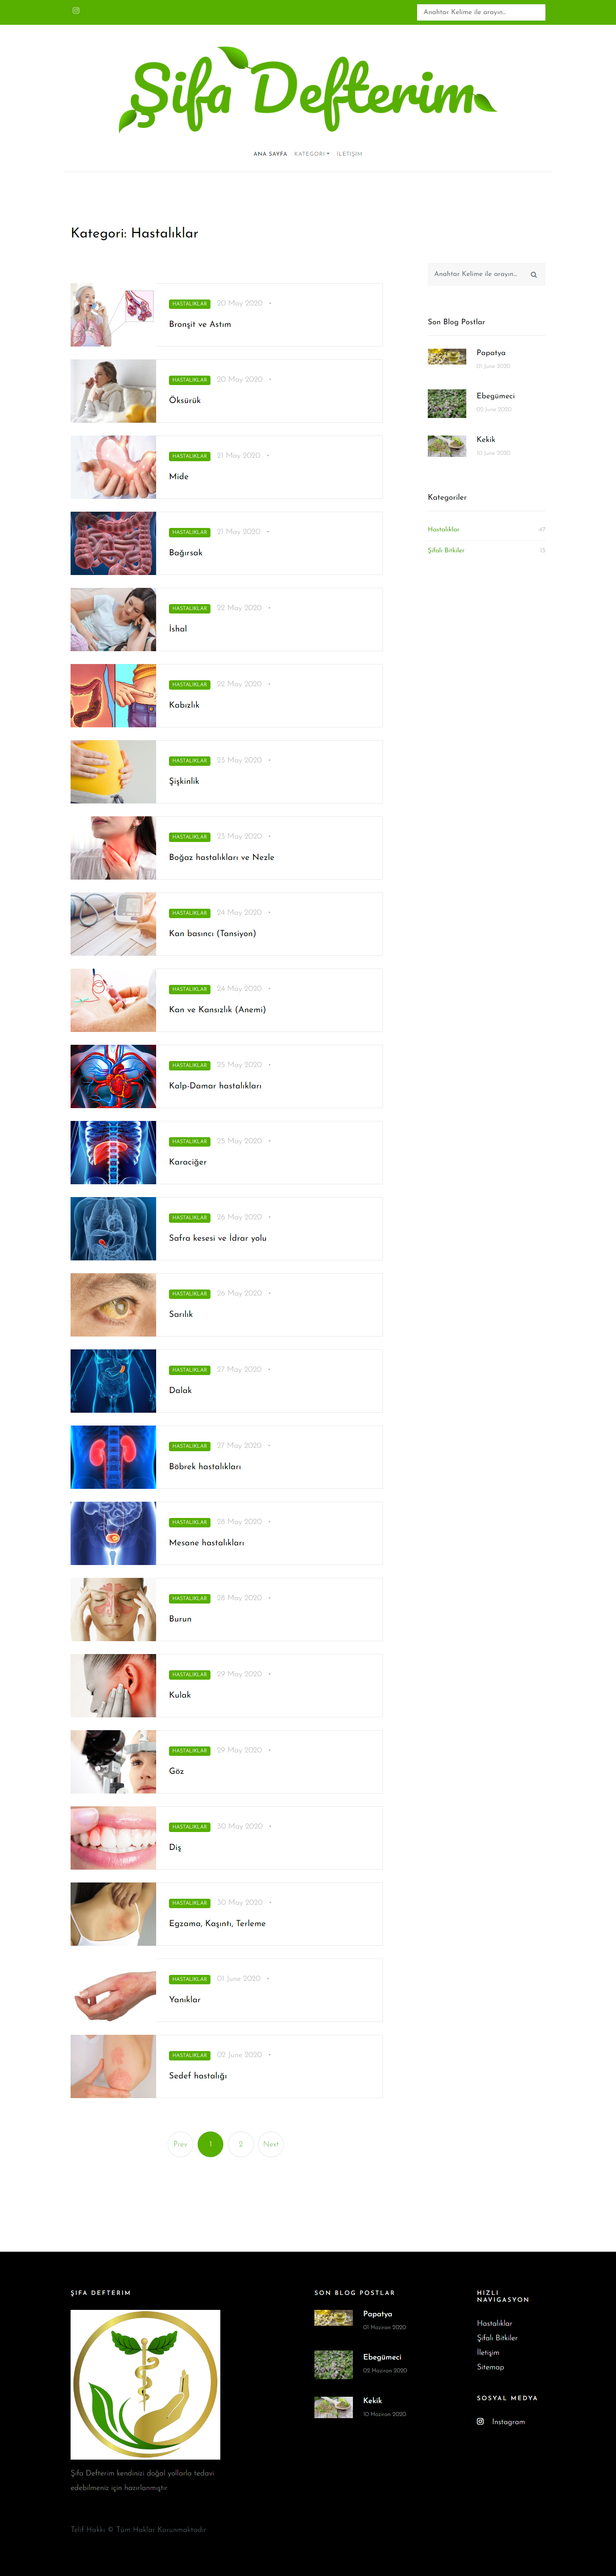 Anahtar Kelime ile arayın...
Şifa Defterim
ANA SAYFA KATEGORI İLETIŞIM
Kategori: Hastalıklar
HASTALIKLAR 20 May 2020 •
Bronşit ve Astım
HASTALIKLAR 20 May 2020 •
Öksürük
HASTALIKLAR 21 May 2020 •
Mide
HASTALIKLAR 21 May 2020 •
Bağırsak
HASTALIKLAR 22 May 2020 •
İshal
HASTALIKLAR 22 May 2020 •
Kabızlık
HASTALIKLAR 23 May 2020 •
Şişkinlik
HASTALIKLAR 23 May 2020 •
Boğaz hastalıkları ve Nezle
HASTALIKLAR 24 May 2020 •
Kan basıncı (Tansiyon)
HASTALIKLAR 24 May 2020 •
Kan ve Kansızlık (Anemi)
HASTALIKLAR 25 May 2020 •
Kalp-Damar hastalıkları
HASTALIKLAR 25 May 2020 •
Karaciğer
HASTALIKLAR 26 May 2020 •
Safra kesesi ve İdrar yolu
HASTALIKLAR 26 May 2020 •
Sarılık
HASTALIKLAR 27 May 2020 •
Dalak
HASTALIKLAR 27 May 2020 •
Böbrek hastalıkları
HASTALIKLAR 28 May 2020 •
Mesane hastalıkları
HASTALIKLAR 28 May 2020 •
Burun
HASTALIKLAR 29 May 2020 •
Kulak
HASTALIKLAR 29 May 2020 •
Göz
HASTALIKLAR 30 May 2020 •
Diş
HASTALIKLAR 30 May 2020 •
Egzama, Kaşıntı, Terleme
HASTALIKLAR 01 June 2020 •
Yanıklar
HASTALIKLAR 02 June 2020 •
Sedef hastalığı
Prev 1 2 Next
Anahtar Kelime ile arayın...
Son Blog Postlar
Papatya
01 June 2020
Ebegümeci
02 June 2020
Kekik
10 June 2020
Kategoriler
Hastalıklar 47
Şifalı Bitkiler 15
ŞIFA DEFTERIM
Şifa Defterim kendinizi doğal yollarla tedavi
edebilmeniz için hazırlanmıştır
Telif Hakkı © Tüm Haklar Korunmaktadır.
SON BLOG POSTLAR
Papatya
01 Haziran 2020
Ebegümeci
02 Haziran 2020
Kekik
10 Haziran 2020
HIZLI
NAVIGASYON
Hastalıklar
Şifalı Bitkiler
İletişim
Sitemap
SOSYAL MEDYA
Instagram